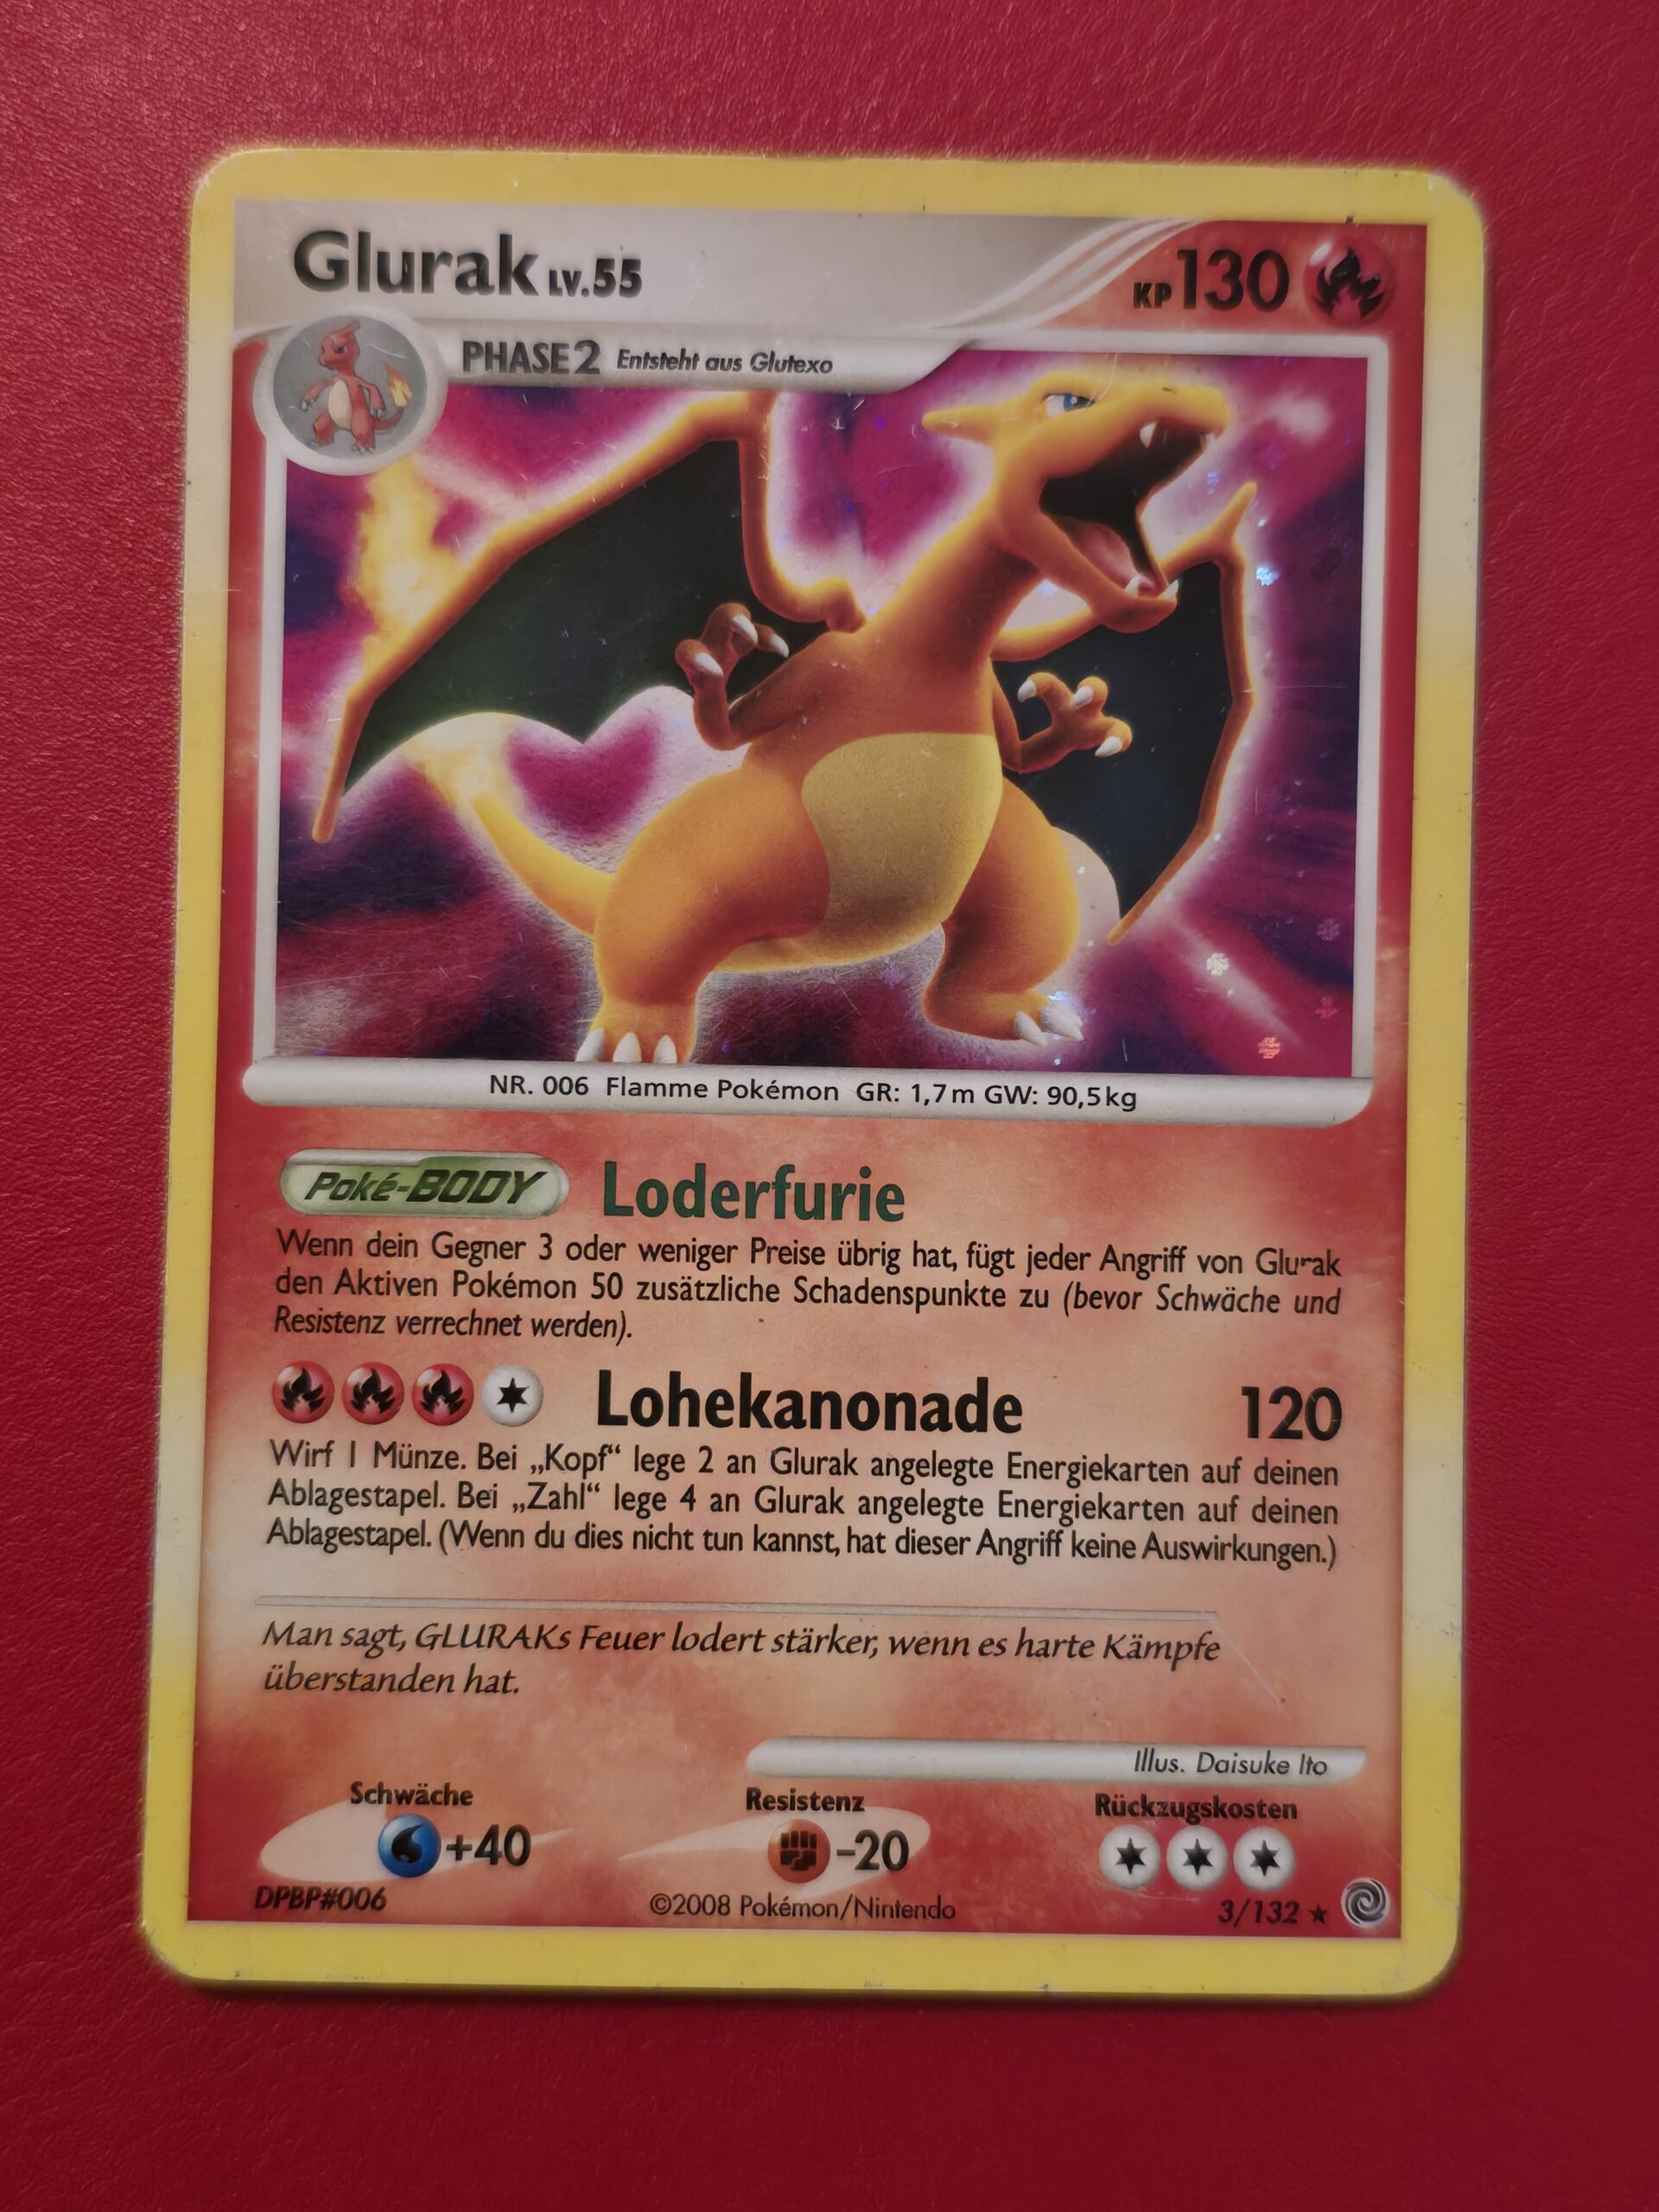 Glurak LV.55
KP 130
PHASE 2 Entsteht aus Glutexo
NR. 006 Flamme Pokémon GR: 1,7 m GW: 90,5 kg
Poké-BODY Loderfurie
Wenn dein Gegner 3 oder weniger Preise übrig hat, fügt jeder Angriff von Glurak
den Aktiven Pokémon 50 zusätzliche Schadenspunkte zu (bevor Schwäche und
Resistenz verrechnet werden).
Lohekanonade 120
Wirf 1 Münze. Bei „Kopf“ lege 2 an Glurak angelegte Energiekarten auf deinen
Ablagestapel. Bei „Zahl“ lege 4 an Glurak angelegte Energiekarten auf deinen
Ablagestapel. (Wenn du dies nicht tun kannst, hat dieser Angriff keine Auswirkungen.)
Man sagt, GLURAKs Feuer lodert stärker, wenn es harte Kämpfe
überstanden hat.
Illus. Daisuke Ito
Schwäche Resistenz Rückzugskosten
+40 -20
DPBP#006 ©2008 Pokémon/Nintendo 3/132 ★